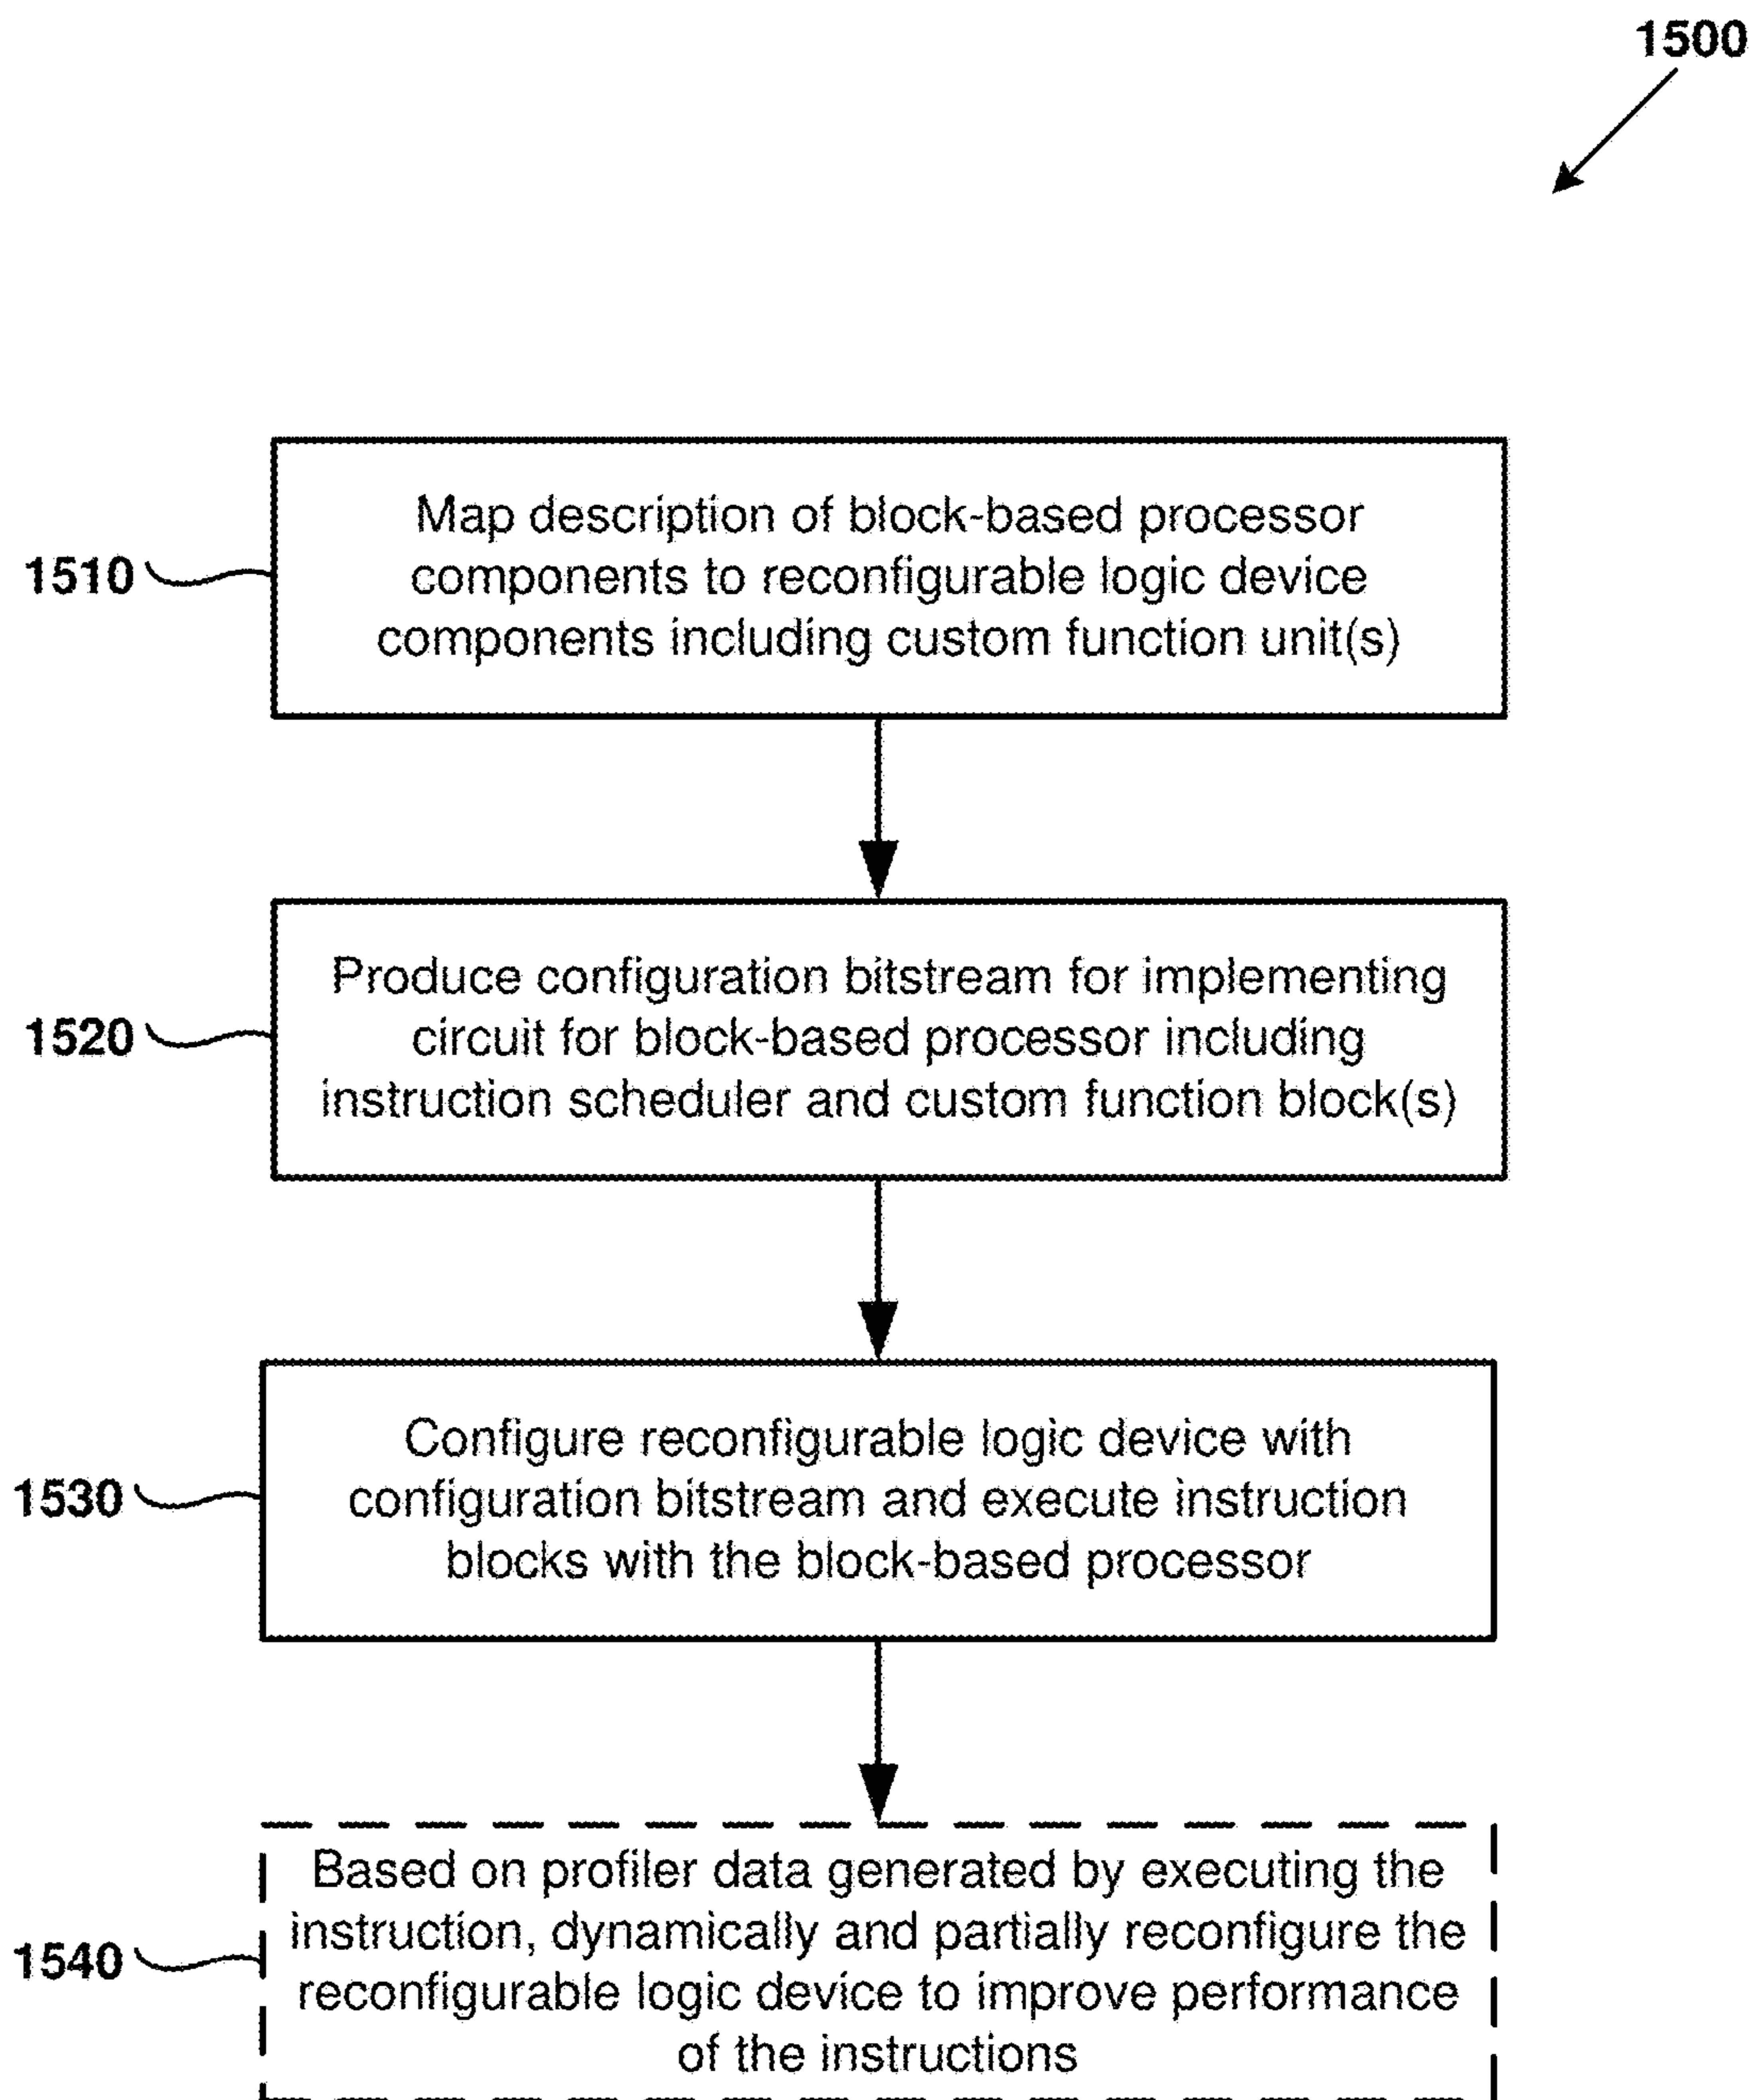 1500
1510
Map description of block-based processor
components to reconfigurable logic device
components including custom function unit(s)
1520
Produce configuration bitstream for implementing
circuit for block-based processor including
instruction scheduler and custom function block(s)
1530
Configure reconfigurable logic device with
configuration bitstream and execute instruction
blocks with the block-based processor
1540
Based on profiler data generated by executing the
instruction, dynamically and partially reconfigure the
reconfigurable logic device to improve performance
of the instructions